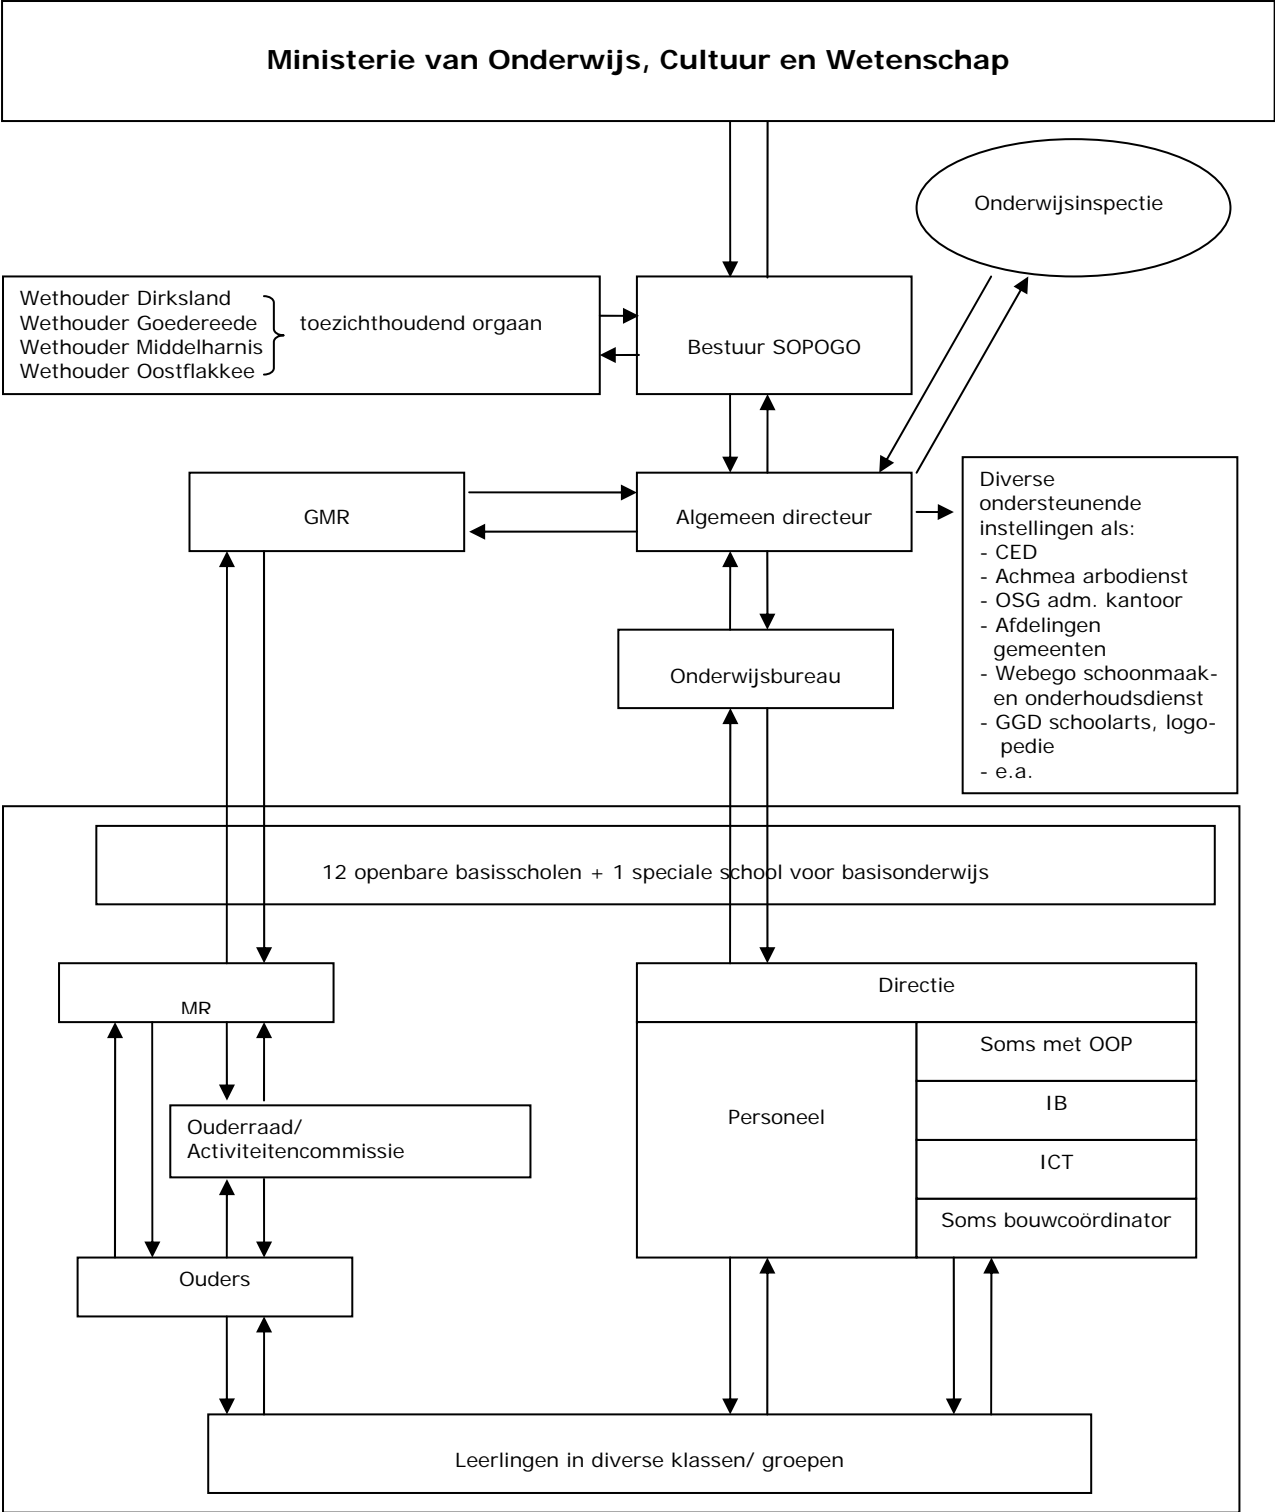 Ministerie van Onderwijs, Cultuur en Wetenschap
Onderwijsinspectie
Wethouder Dirksland
Wethouder Goedereede
Wethouder Middelharnis
Wethouder Oostflakkee
toezichthoudend orgaan
Bestuur SOPOGO
GMR
Algemeen directeur
Diverse
ondersteunende
instellingen als:
- CED
- Achmea arbodienst
- OSG adm. kantoor
- Afdelingen
gemeenten
- Webego schoonmaak-
en onderhoudsdienst
- GGD schoolarts, logo-
pedie
- e.a.
Onderwijsbureau
12 openbare basisscholen + 1 speciale school voor basisonderwijs
MR
Directie
Soms met OOP
Personeel
IB
ICT
Soms bouwcoördinator
Ouderraad/
Activiteitencommissie
Ouders
Leerlingen in diverse klassen/ groepen